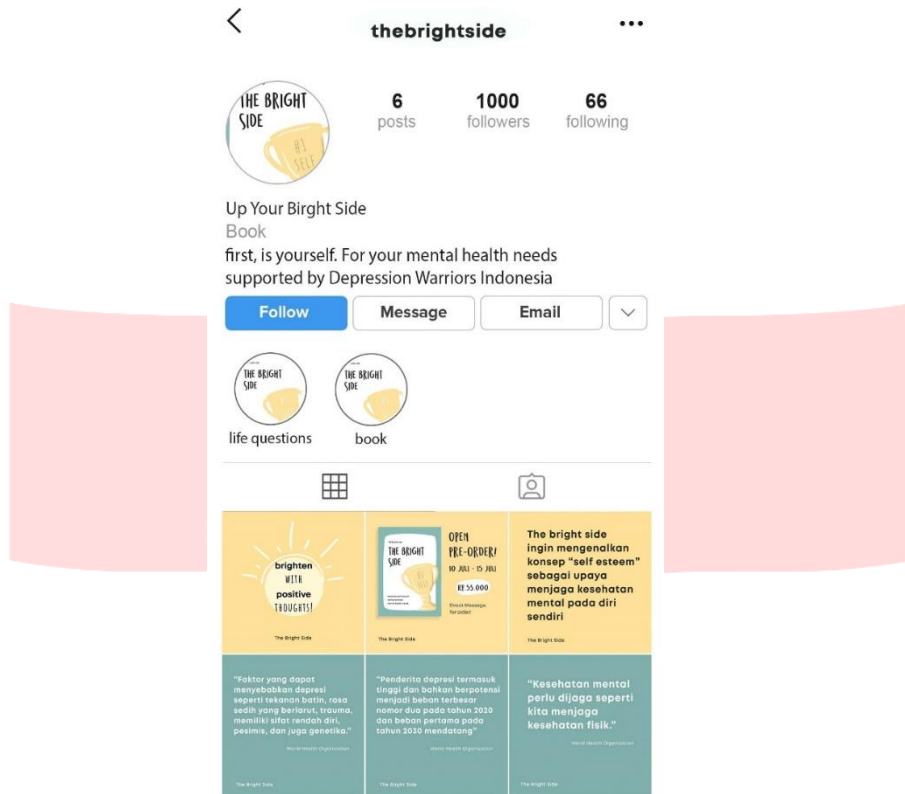 thebrightside
THE BRIGHT
SIDE
#1
SELF
6
posts
1000
followers
66
following
Up Your Birght Side
Book
first, is yourself. For your mental health needs
supported by Depression Warriors Indonesia
Follow
Message
Email
THE BRIGHT
SIDE
life questions
THE BRIGHT
SIDE
book
brighten
WITH
positive
THOUGHTS!
The Bright Side
THE BRIGHT
SIDE
OPEN
PRE-ORDER!
10 JULI - 15 JULI
RP 55.000
Direct Message
The Bright Side
The bright side
ingin mengenalkan
konsep "self esteem"
sebagai upaya
menjaga kesehatan
mental pada diri
sendiri
The Bright Side
"Faktor yang dapat
menyebabkan depresi
seperti tekanan batin, rasa
sedih yang berlarut, trauma,
memiliki sifat rendah diri,
pesimis, dan juga genetika."
World Health Organization
The Bright Side
"Penderita depresi termasuk
tinggi dan bahkan berpotensi
menjadi beban terbesar
nomor dua pada tahun 2020
dan beban pertama pada
tahun 2030 mendatang"
World Health Organization
The Bright Side
"Kesehatan mental
perlu dijaga seperti
kita menjaga
kesehatan fisik."
World Health Organization
The Bright Side